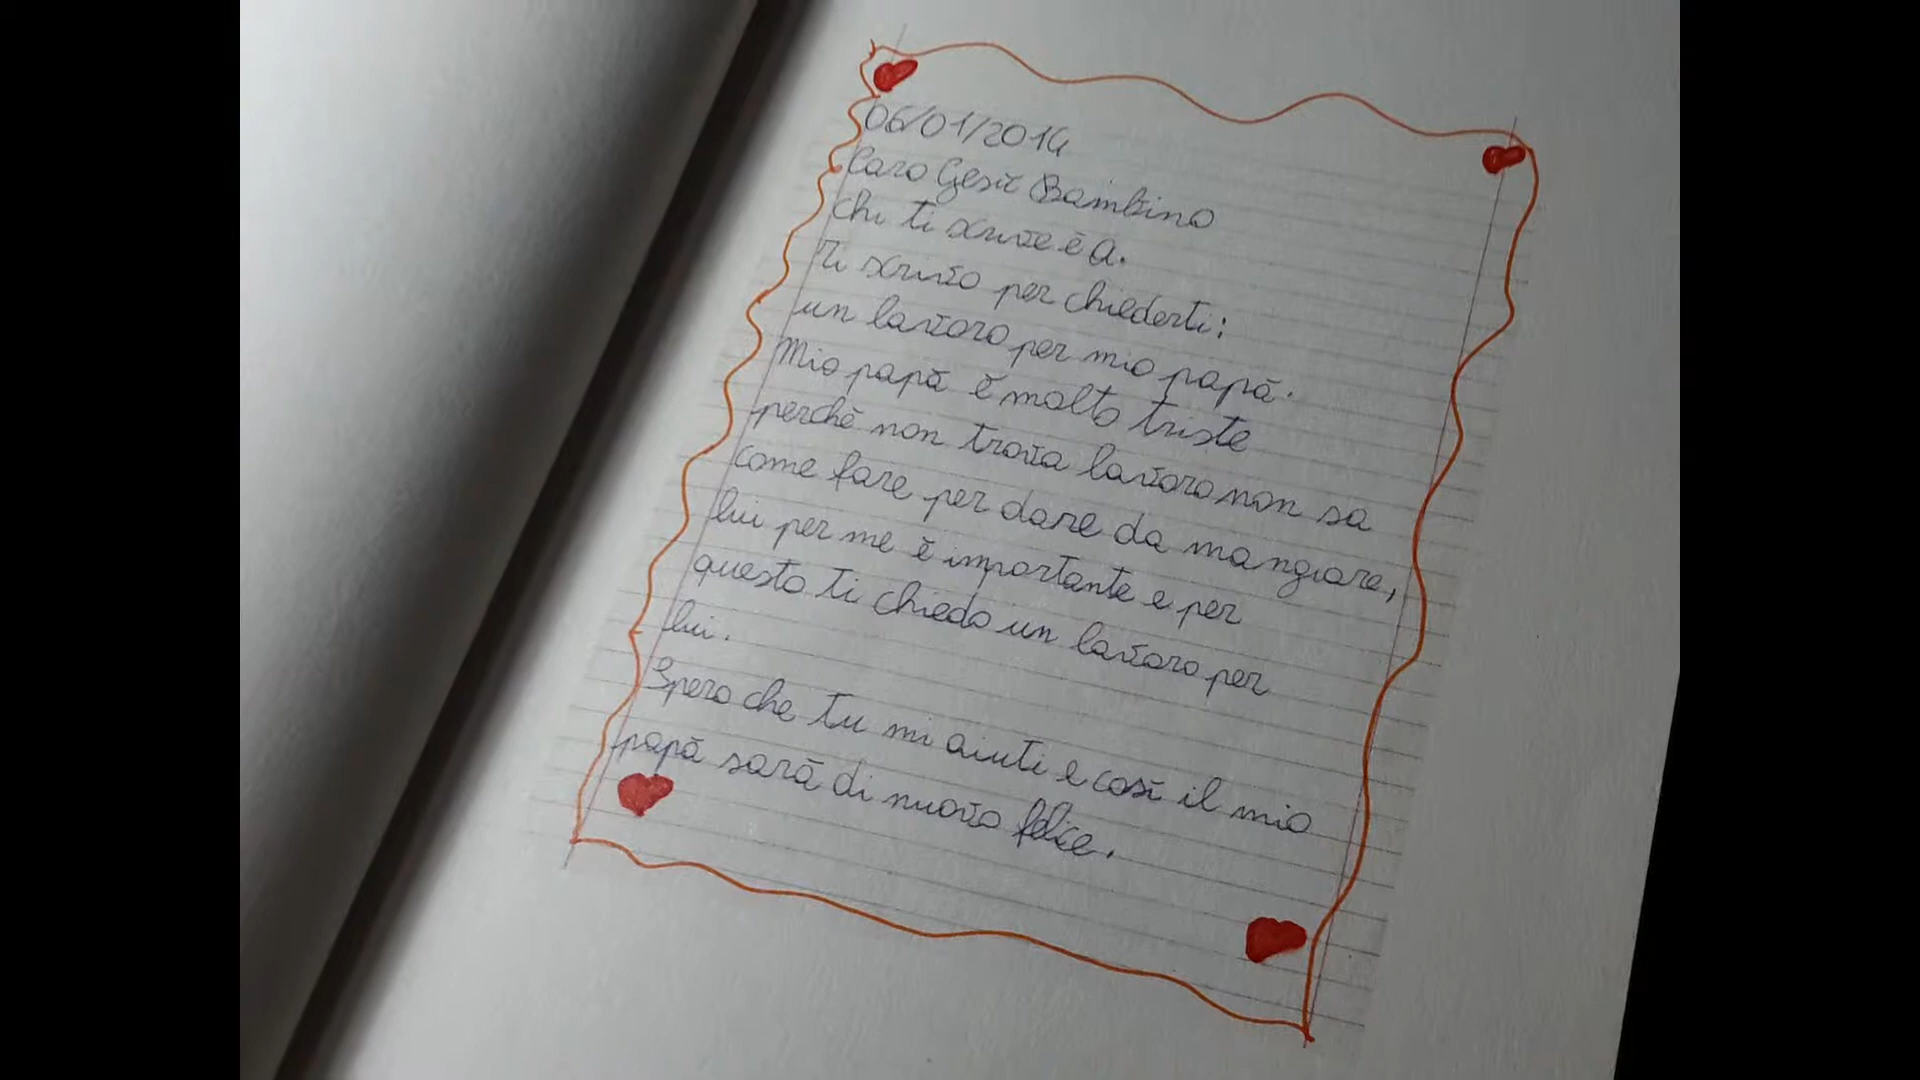 06/01/2014
Caro Gesù Bambino
chi ti scrive è A.
Ti scrivo per chiederti:
un lavoro per mio papà.
Mio papà è molto triste
perchè non trova lavoro non sa
come fare per dare da mangiare,
lui per me è importante e per
questo ti chiedo un lavoro per
lui.
Spero che tu mi aiuti e così il mio
papà sarà di nuovo felice.